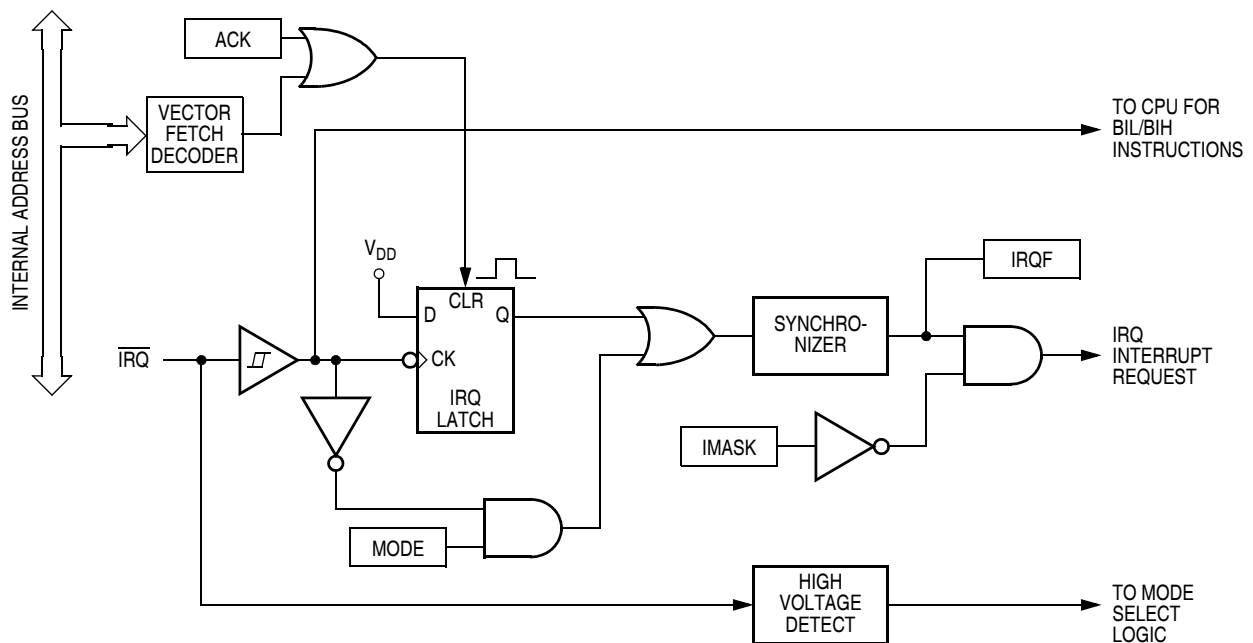 INTERNAL ADDRESS BUS
ACK
VECTOR
FETCH
DECODER
TO CPU FOR
BIL/BIH
INSTRUCTIONS
VDD
CLR
D
Q
CK
IRQ
LATCH
IRQ
SYNCHRO-
NIZER
IRQF
IRQ
INTERRUPT
REQUEST
IMASK
MODE
HIGH
VOLTAGE
DETECT
TO MODE
SELECT
LOGIC